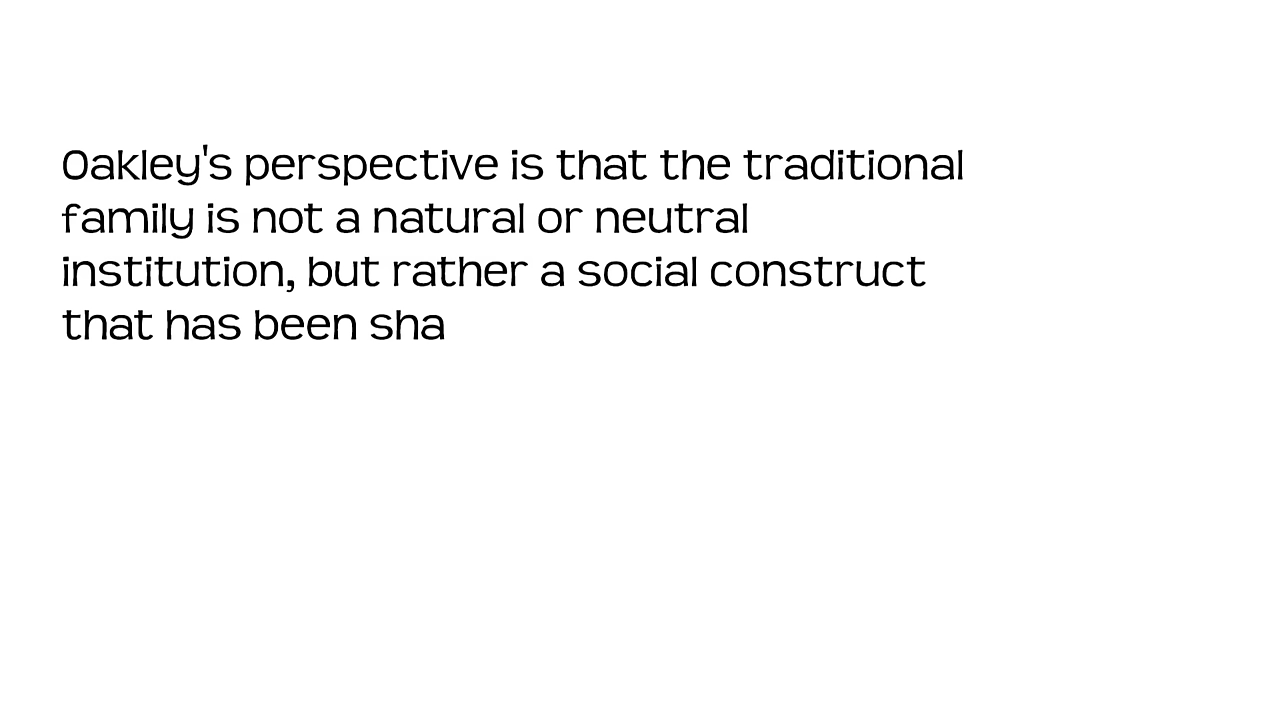 Oakley's perspective is that the traditional
family is not a natural or neutral
institution, but rather a social construct
that has been sha